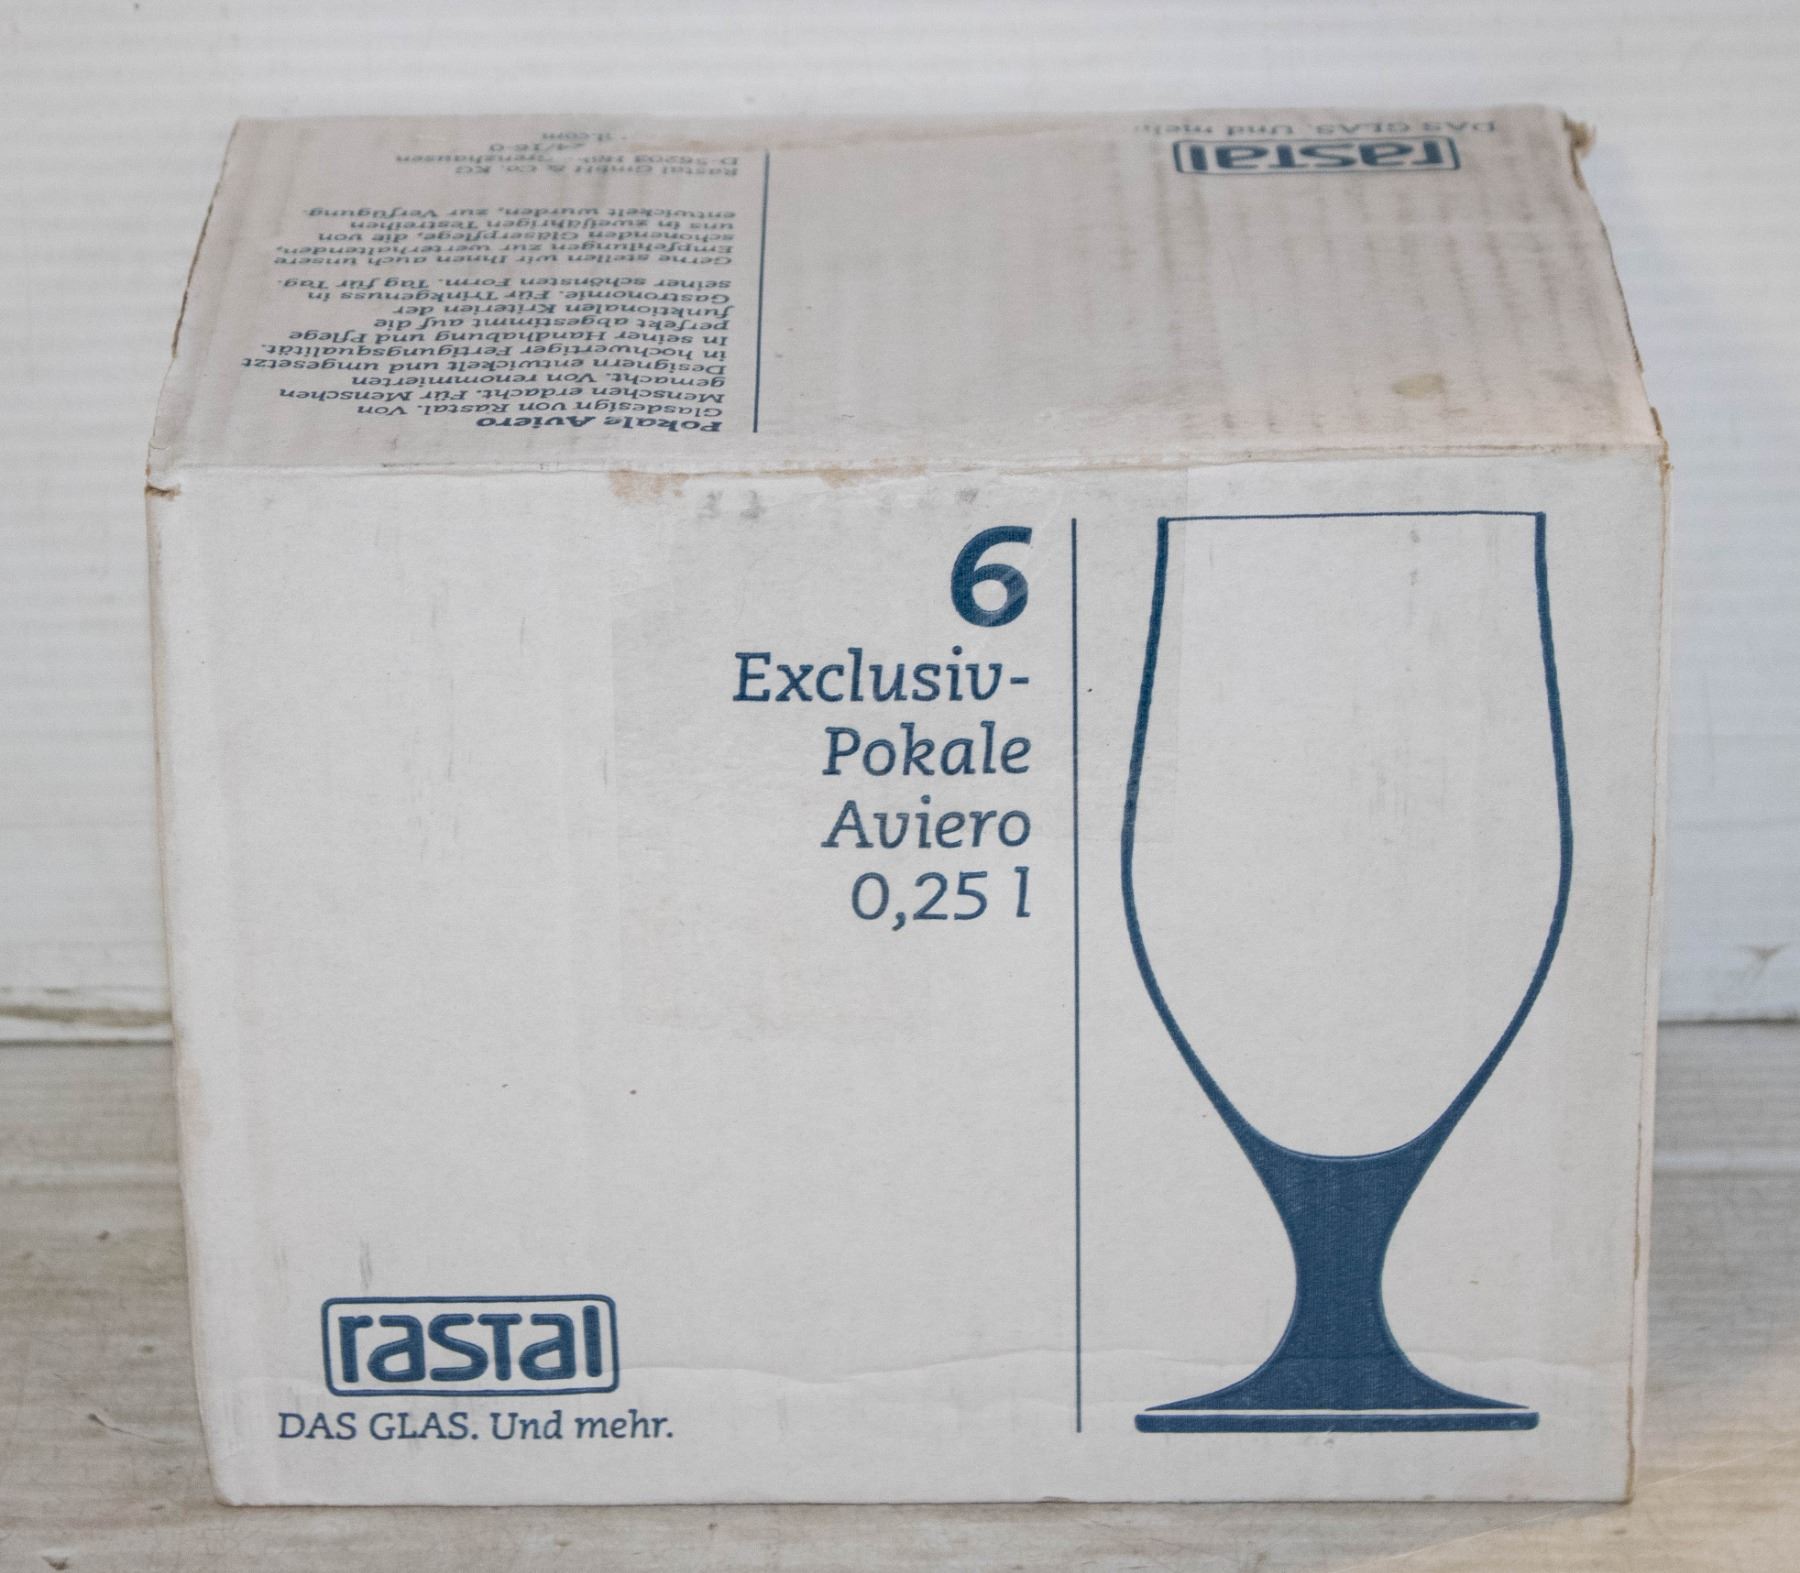 6
Exclusiv-
Pokale
Aviero
0,25 l
rastal
DAS GLAS. Und mehr.
Pokale Aviero
Glasdesign von Rastal. Von
Menschen erdacht. Für Menschen
gemacht. Von renommierten
Designern entwickelt und umgesetzt
in hochwertiger Fertigungsqualität.
In seiner Handhabung und Pflege
perfekt abgestimmt auf die
funktionalen Kriterien der
Gastronomie. Für Trinkgenuss in
seiner schönsten Form. Tag für Tag.
Gerne stellen wir Ihnen auch unsere
Empfehlungen zur werterhaltenden,
schonenden Gläserpflege, die von
uns in zweijährigen Testreihen
entwickelt wurden, zur Verfügung.
Rastal GmbH & Co. KG
rastal
DAS GLAS. Und mehr